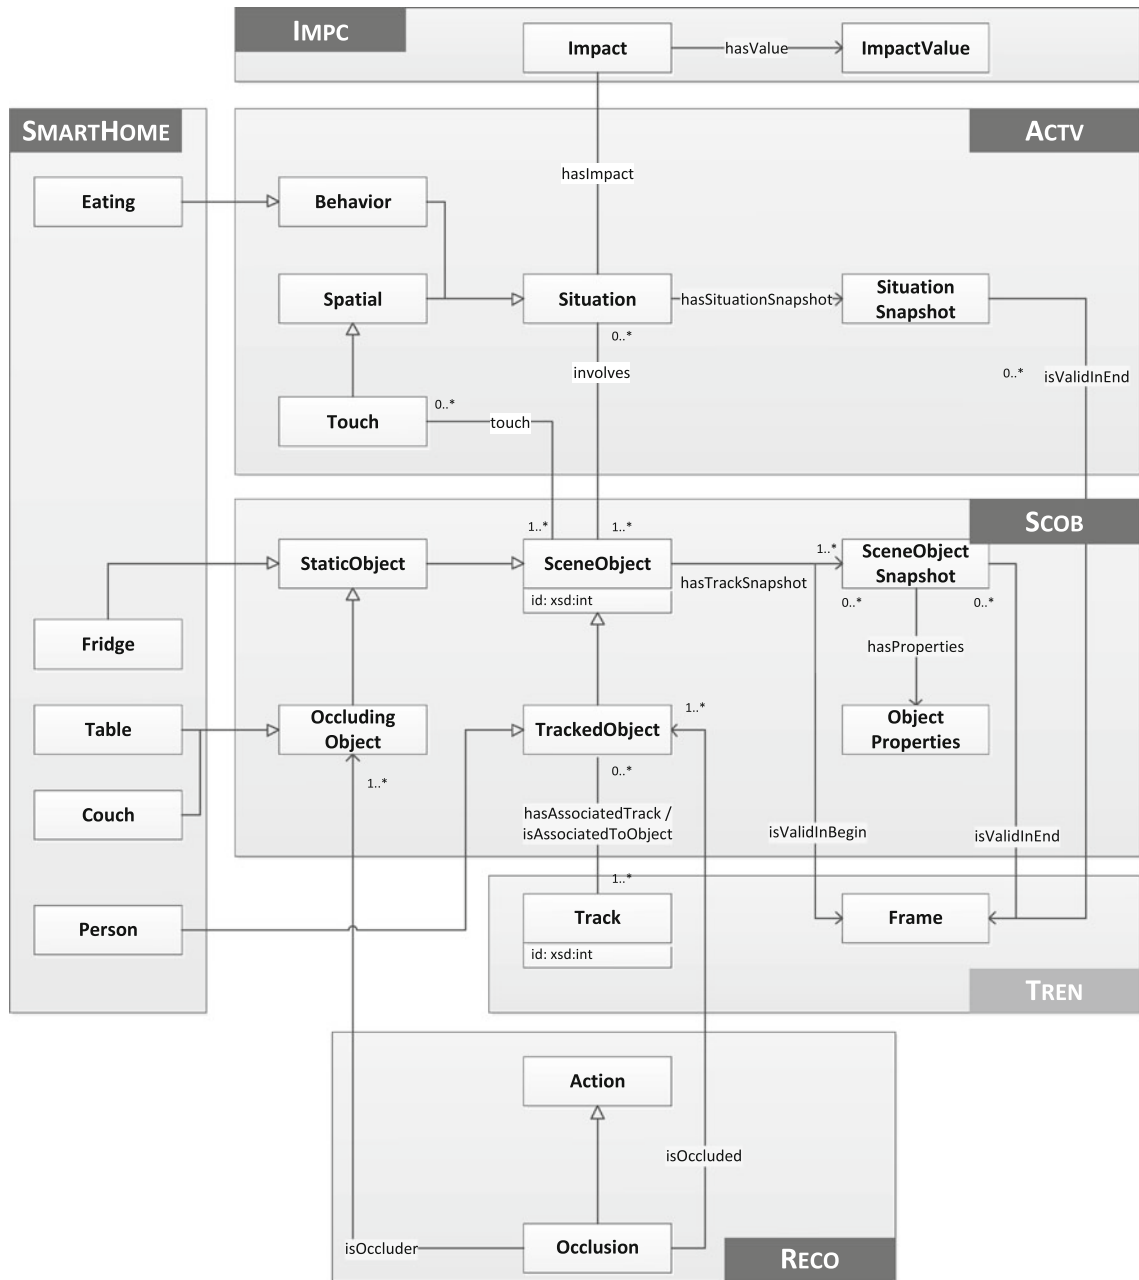 IMPC
Impact
hasValue
ImpactValue
SMARTHOME
ACTV
hasImpact
Eating
Behavior
Spatial
Situation
hasSituationSnapshot
Situation
Snapshot
0..*
involves
0..*
isValidInEnd
Touch
0..*
touch
1..*
1..*
SCOB
StaticObject
SceneObject
id: xsd:int
hasTrackSnapshot
1..*
SceneObject
Snapshot
0..*
0..*
Fridge
hasProperties
Table
Occluding
Object
1..*
TrackedObject
1..*
0..*
Object
Properties
Couch
hasAssociatedTrack /
isAssociatedToObject
isValidInBegin
isValidInEnd
1..*
Person
Track
id: xsd:int
Frame
TREN
Action
isOccluded
isOccluder
Occlusion
RECO